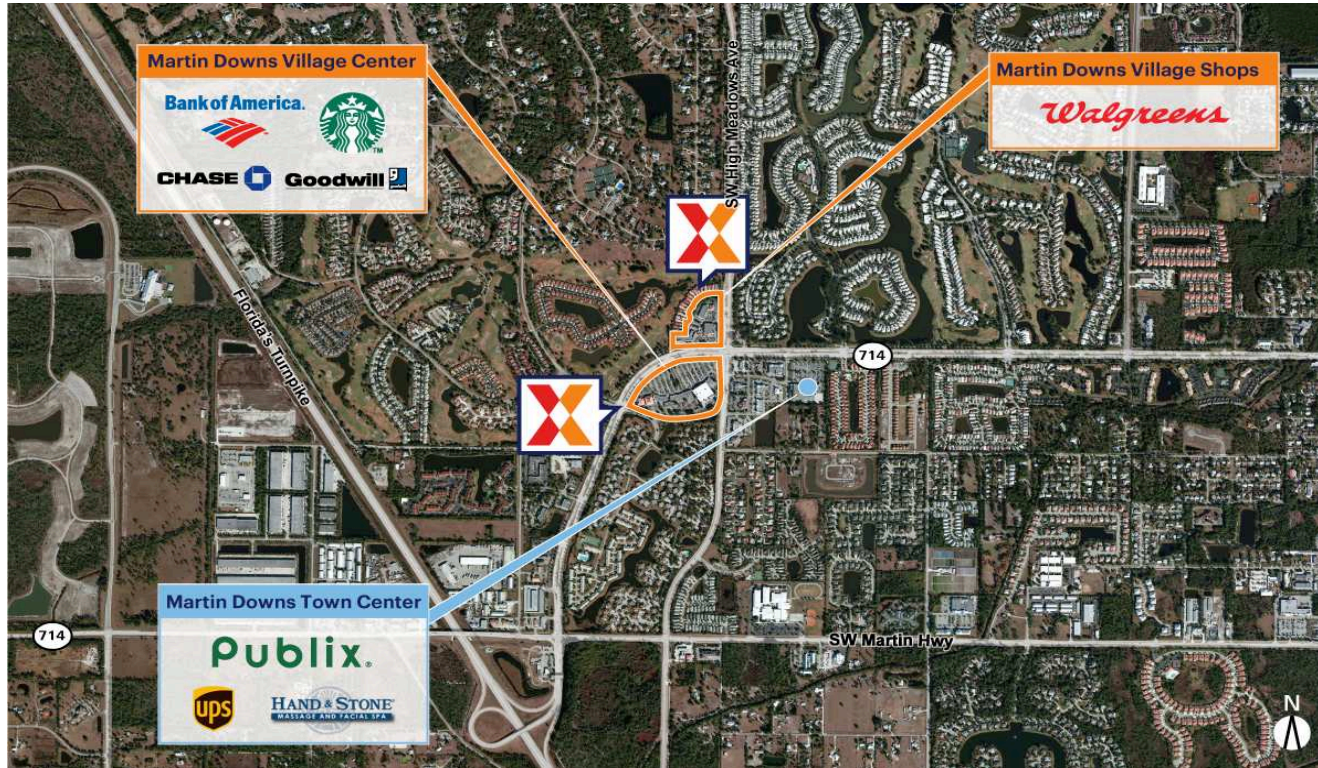 Martin Downs Village Center
Bank of America.
TM
CHASE
Goodwill
SW High Meadows Ave
Martin Downs Village Shops
Walgreens
Florida's Turnpike
714
Martin Downs Town Center
Publix®
ups
HAND & STONE®
MASSAGE AND FACIAL SPA
714
SW Martin Hwy
N